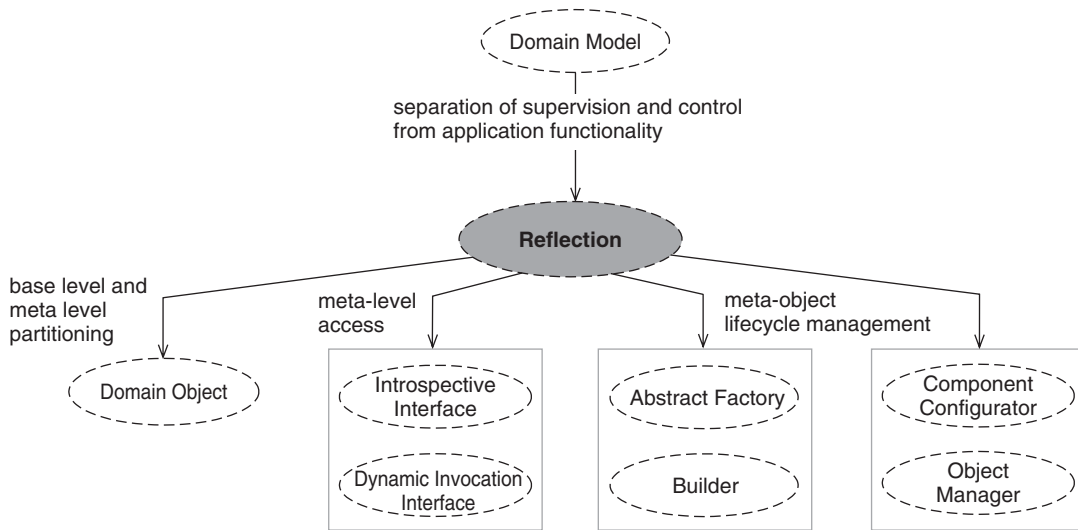 Domain Model
separation of supervision and control
from application functionality
Reflection
base level and
meta level
partitioning
meta-level
access
meta-object
lifecycle management
Domain Object
Introspective
Interface
Dynamic Invocation
Interface
Abstract Factory
Builder
Component
Configurator
Object
Manager